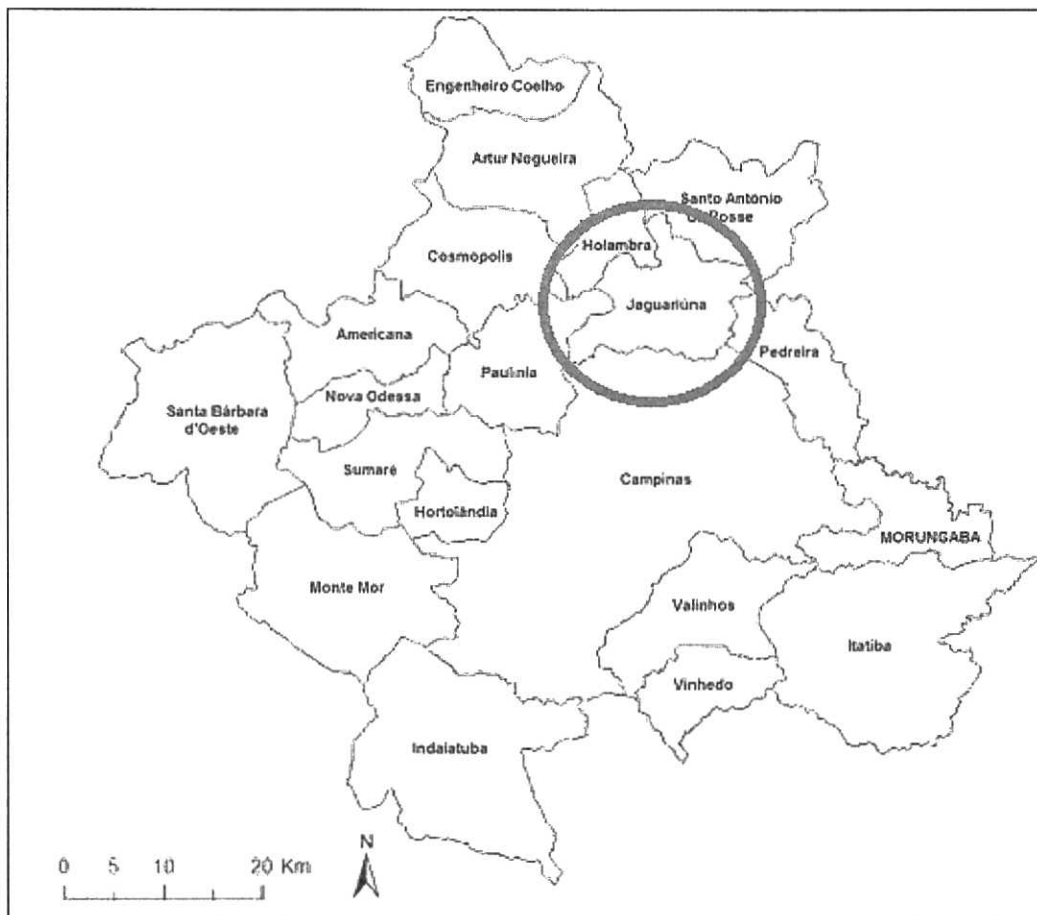 Engenheiro Coelho
Artur Nogueira
Santo Antônio
de Posse
Holambra
Cosmopolis
Jaguariúna
Americana
Pedreira
Paulínia
Nova Odessa
Santa Bárbara
d'Oeste
Sumaré
Campinas
Hortolândia
MORUNGABA
Monte Mor
Valinhos
Itatiba
Vinhedo
Indaiatuba
N
0 5 10 20 Km